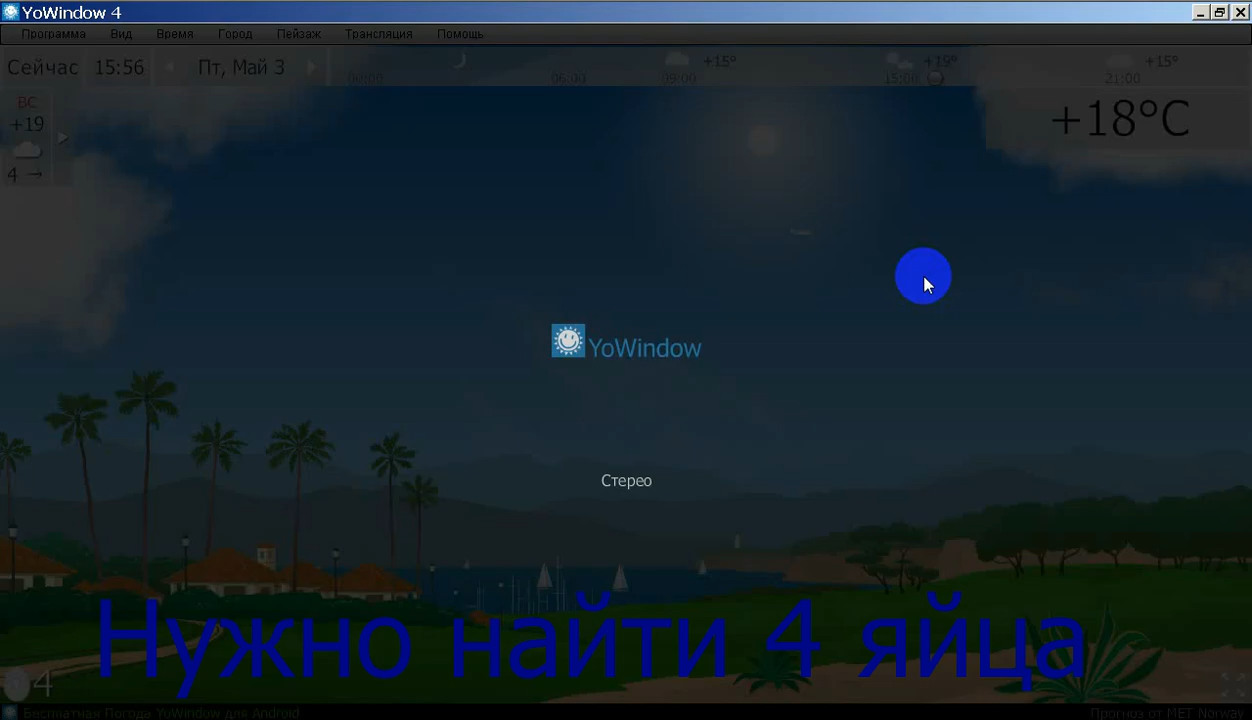 YoWindow 4
Программа Вид Время Город Пейзаж Трансляция Помощь
Сейчас 15:56 Пт, Май 3
+15° +19° +15°
00:00 06:00 09:00 15:00 21:00
ВС
+19
4 →
+18°C
YoWindow
Стерео
Нужно найти 4 яйца
4
Бесплатная Погода YoWindow для Android
Прогноз от MET Norway